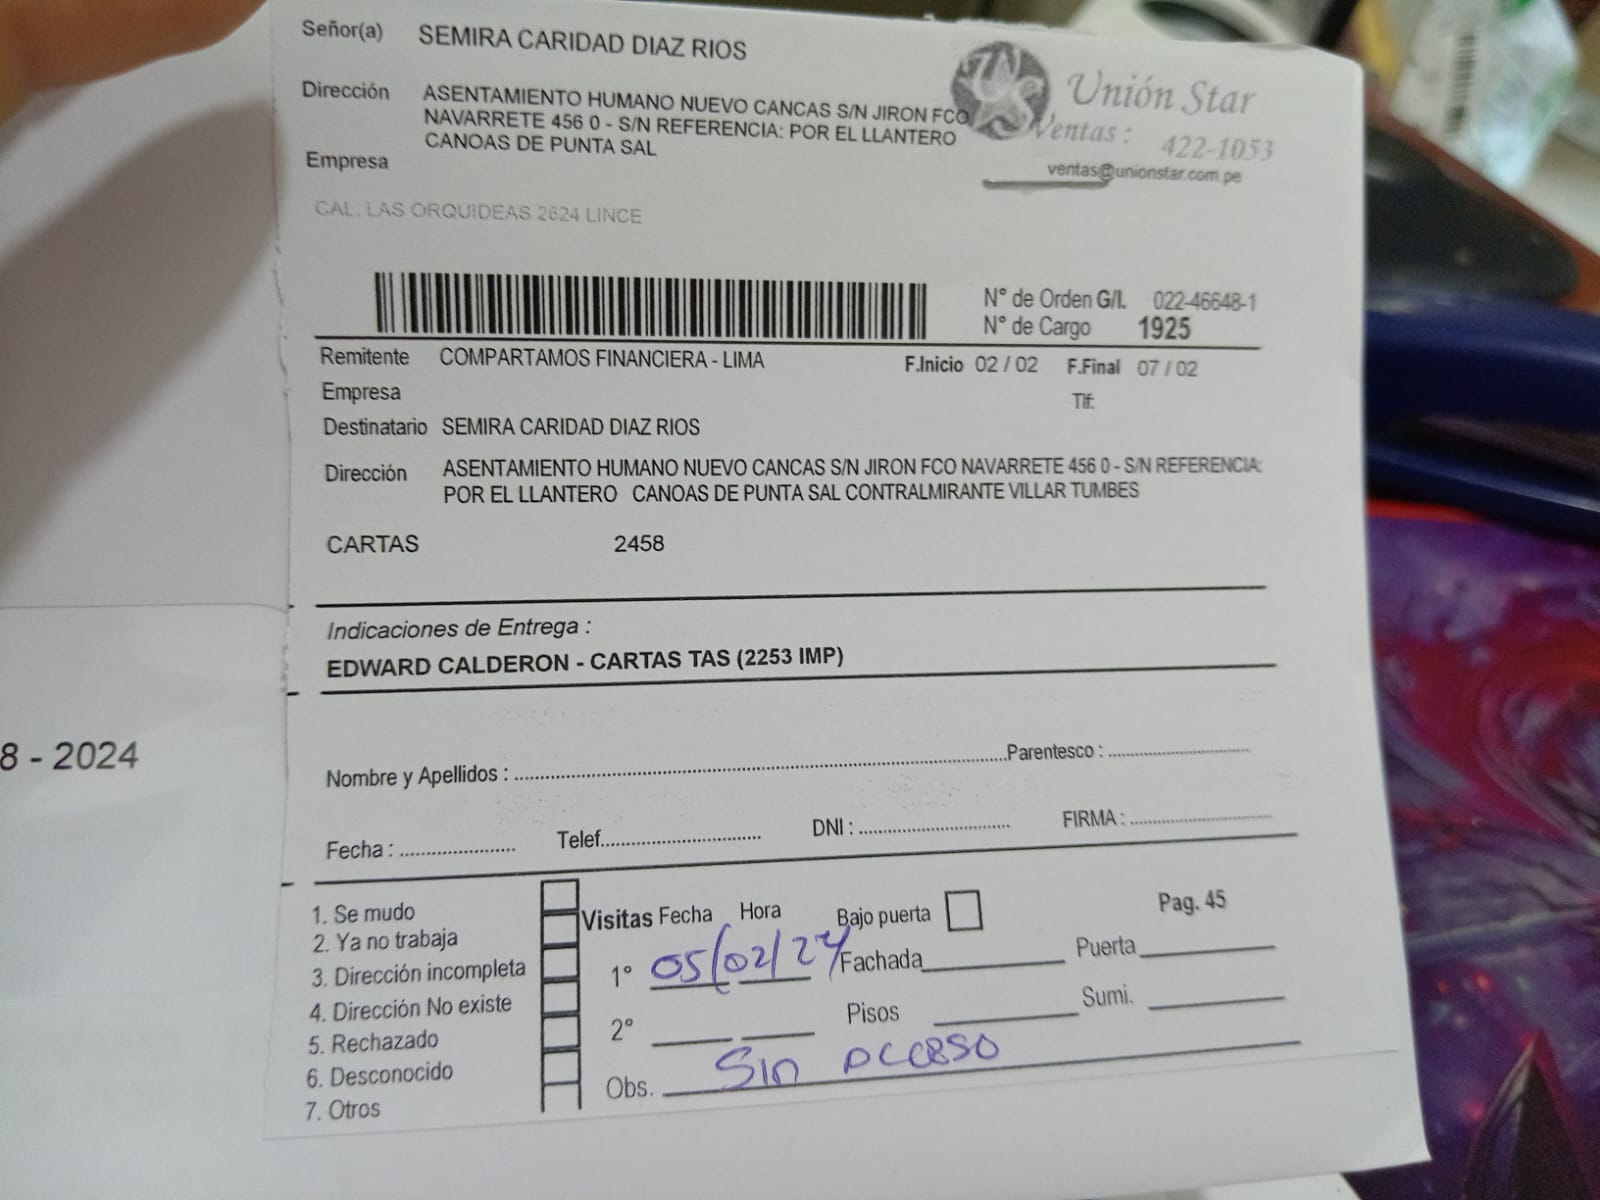 Señor(a) SEMIRA CARIDAD DIAZ RIOS
Unión Star
Ventas : 422-1053
ventas@unionstar.com.pe
Dirección ASENTAMIENTO HUMANO NUEVO CANCAS S/N JIRON FCO
NAVARRETE 456 0 - S/N REFERENCIA: POR EL LLANTERO
CANOAS DE PUNTA SAL
Empresa
CAL. LAS ORQUIDEAS 2624 LINCE
N° de Orden G/I. 022-46648-1
N° de Cargo 1925
Remitente COMPARTAMOS FINANCIERA - LIMA F.Inicio 02 / 02 F.Final 07 / 02
Empresa Tlf:
Destinatario SEMIRA CARIDAD DIAZ RIOS
Dirección ASENTAMIENTO HUMANO NUEVO CANCAS S/N JIRON FCO NAVARRETE 456 0 - S/N REFERENCIA:
POR EL LLANTERO CANOAS DE PUNTA SAL CONTRALMIRANTE VILLAR TUMBES
CARTAS 2458
Indicaciones de Entrega :
EDWARD CALDERON - CARTAS TAS (2253 IMP)
8 - 2024
Nombre y Apellidos : Parentesco :
Fecha : Telef. DNI : FIRMA :
1. Se mudo
2. Ya no trabaja
3. Dirección incompleta
4. Dirección No existe
5. Rechazado
6. Desconocido
7. Otros
Visitas Fecha Hora Bajo puerta Pag. 45
1° 05/02/24 Fachada Puerta
2° Pisos Sumi.
Obs. Sin acceso